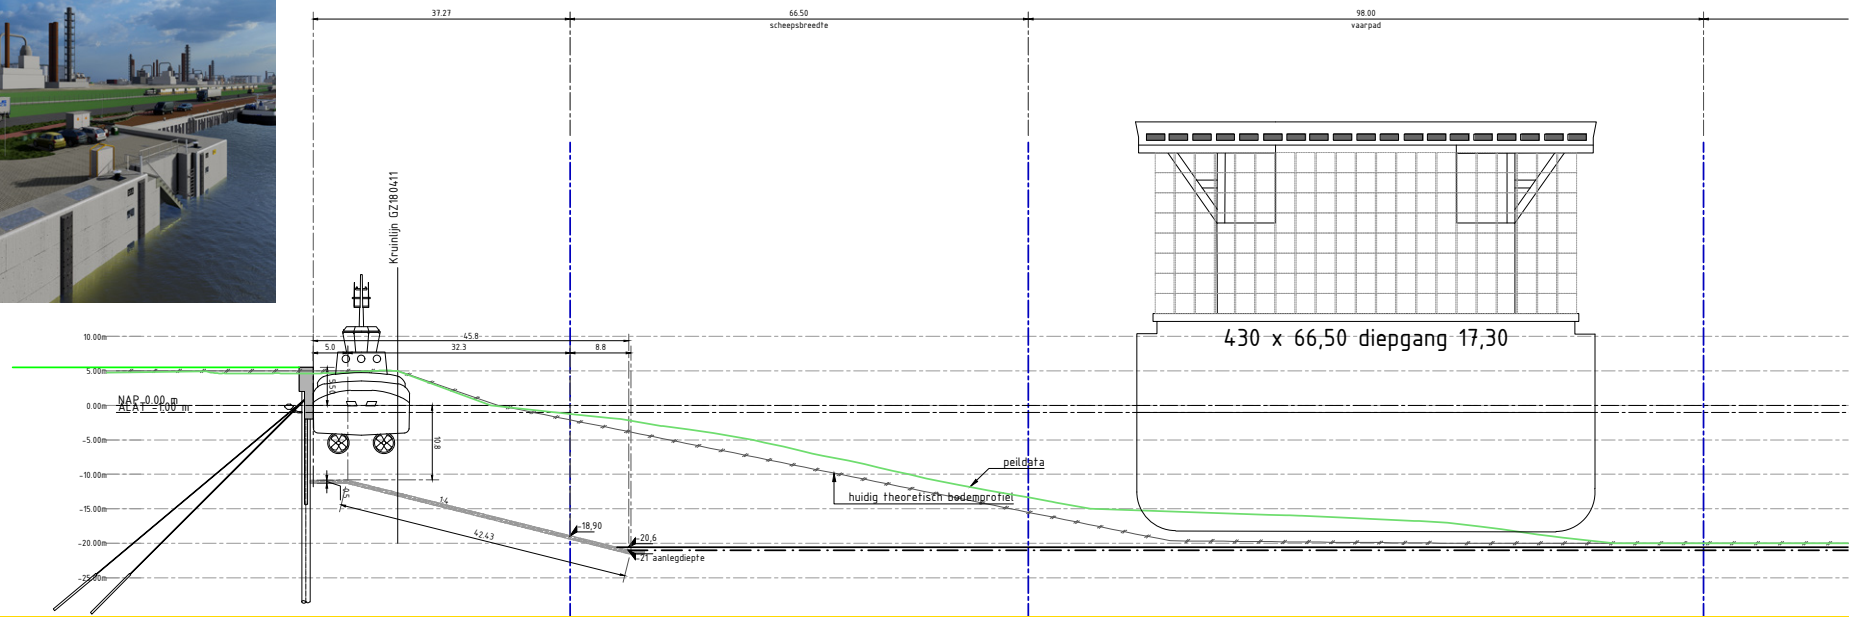 37.27
66.50
scheepsbreedte
98.00
vaarpad
Kruinlijn GZ180411
430 x 66,50 diepgang 17,30
45.8
5.0
32.3
8.8
10.00m
5.00m
NAP 0.00 m
0.00m
ALAT -1.00 m
-5.00m
10.8
-10.00m
peildata
huidig theoretisch bodemprofiel
0.5
1:4
-15.00m
42.43
-18,90
-20.00m
-20,6
-21 aanlegdiepte
-25.00m